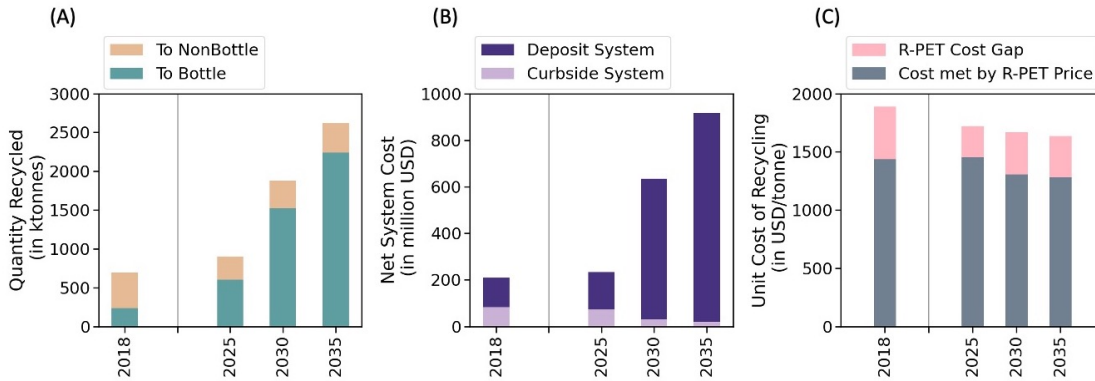 (A)
To NonBottle
To Bottle
Quantity Recycled
(in ktonnes)
3000
2500
2000
1500
1000
500
0
2018
2025
2030
2035
(B)
Deposit System
Curbside System
Net System Cost
(in million USD)
1000
800
600
400
200
0
2018
2025
2030
2035
(C)
R-PET Cost Gap
Cost met by R-PET Price
Unit Cost of Recycling
(in USD/tonne)
2000
1500
1000
500
0
2018
2025
2030
2035